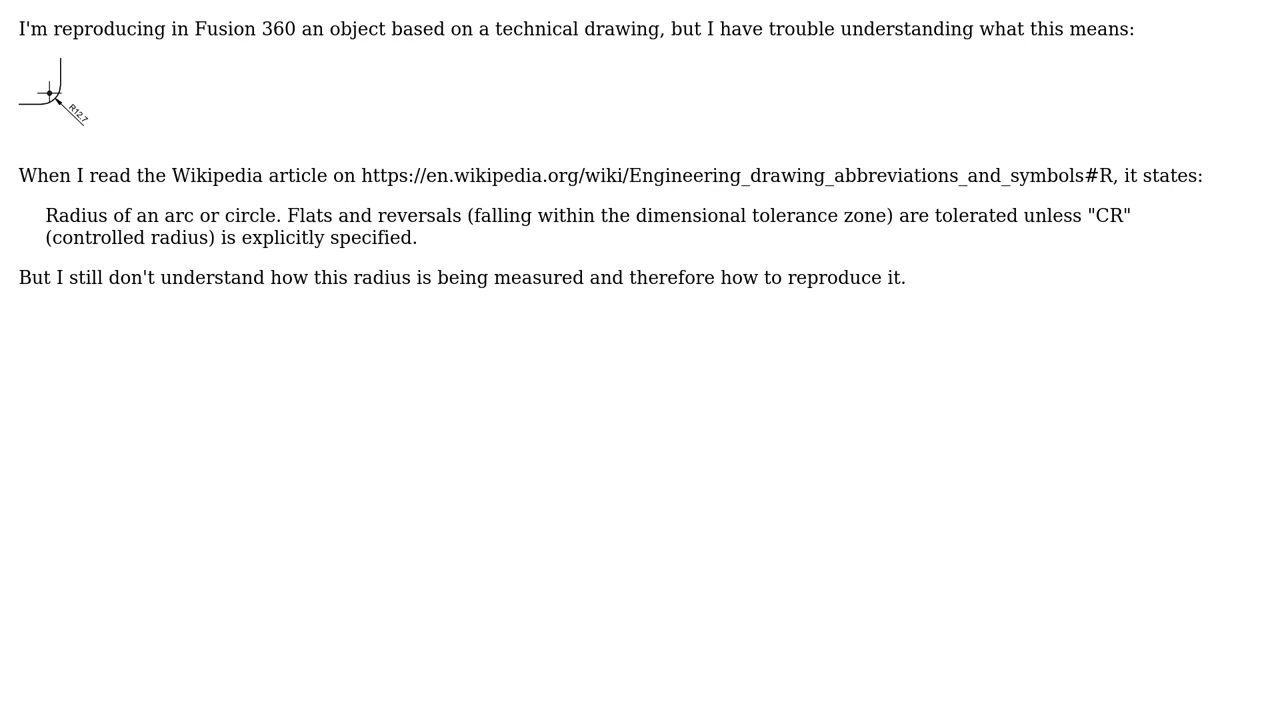 I'm reproducing in Fusion 360 an object based on a technical drawing, but I have trouble understanding what this means:
R12.7
When I read the Wikipedia article on https://en.wikipedia.org/wiki/Engineering_drawing_abbreviations_and_symbols#R, it states:
Radius of an arc or circle. Flats and reversals (falling within the dimensional tolerance zone) are tolerated unless "CR"
(controlled radius) is explicitly specified.
But I still don't understand how this radius is being measured and therefore how to reproduce it.